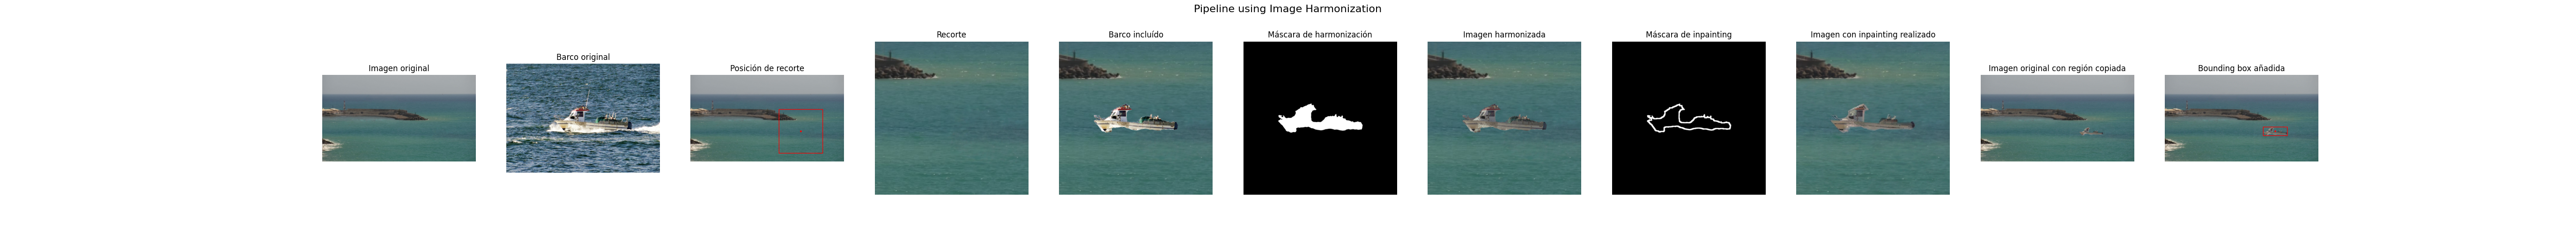 Pipeline using Image Harmonization
Imagen original
Barco original
Posición de recorte
Recorte
Barco incluído
Máscara de harmonización
Imagen harmonizada
Máscara de inpainting
Imagen con inpainting realizado
Imagen original con región copiada
Bounding box añadida